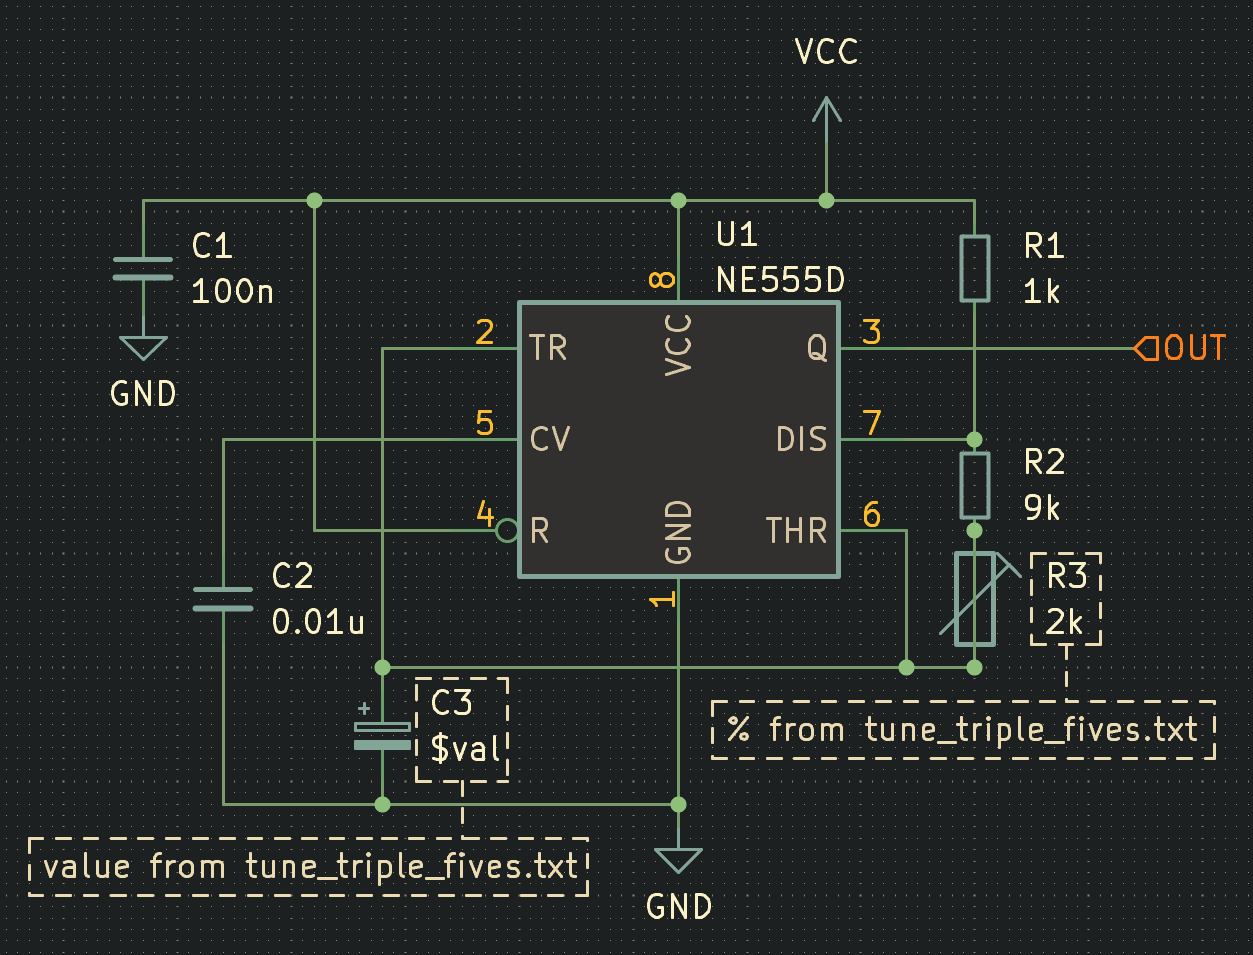 VCC
U1
NE555D
C1
100n
R1
1k
8
GND
2
TR
VCC
Q
3
OUT
5
CV
DIS
7
R2
9k
4
R
GND
THR
6
C2
0.01u
1
R3
2k
+
C3
$val
% from tune_triple_fives.txt
value from tune_triple_fives.txt
GND